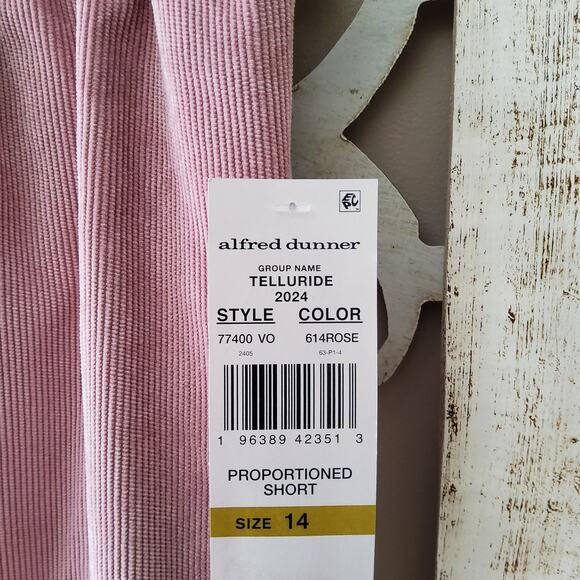 alfred dunner
GROUP NAME
TELLURIDE
2024
STYLE COLOR
77400 VO 614ROSE
2405 63-P1-4
1 96389 42351 3
PROPORTIONED
SHORT
SIZE 14